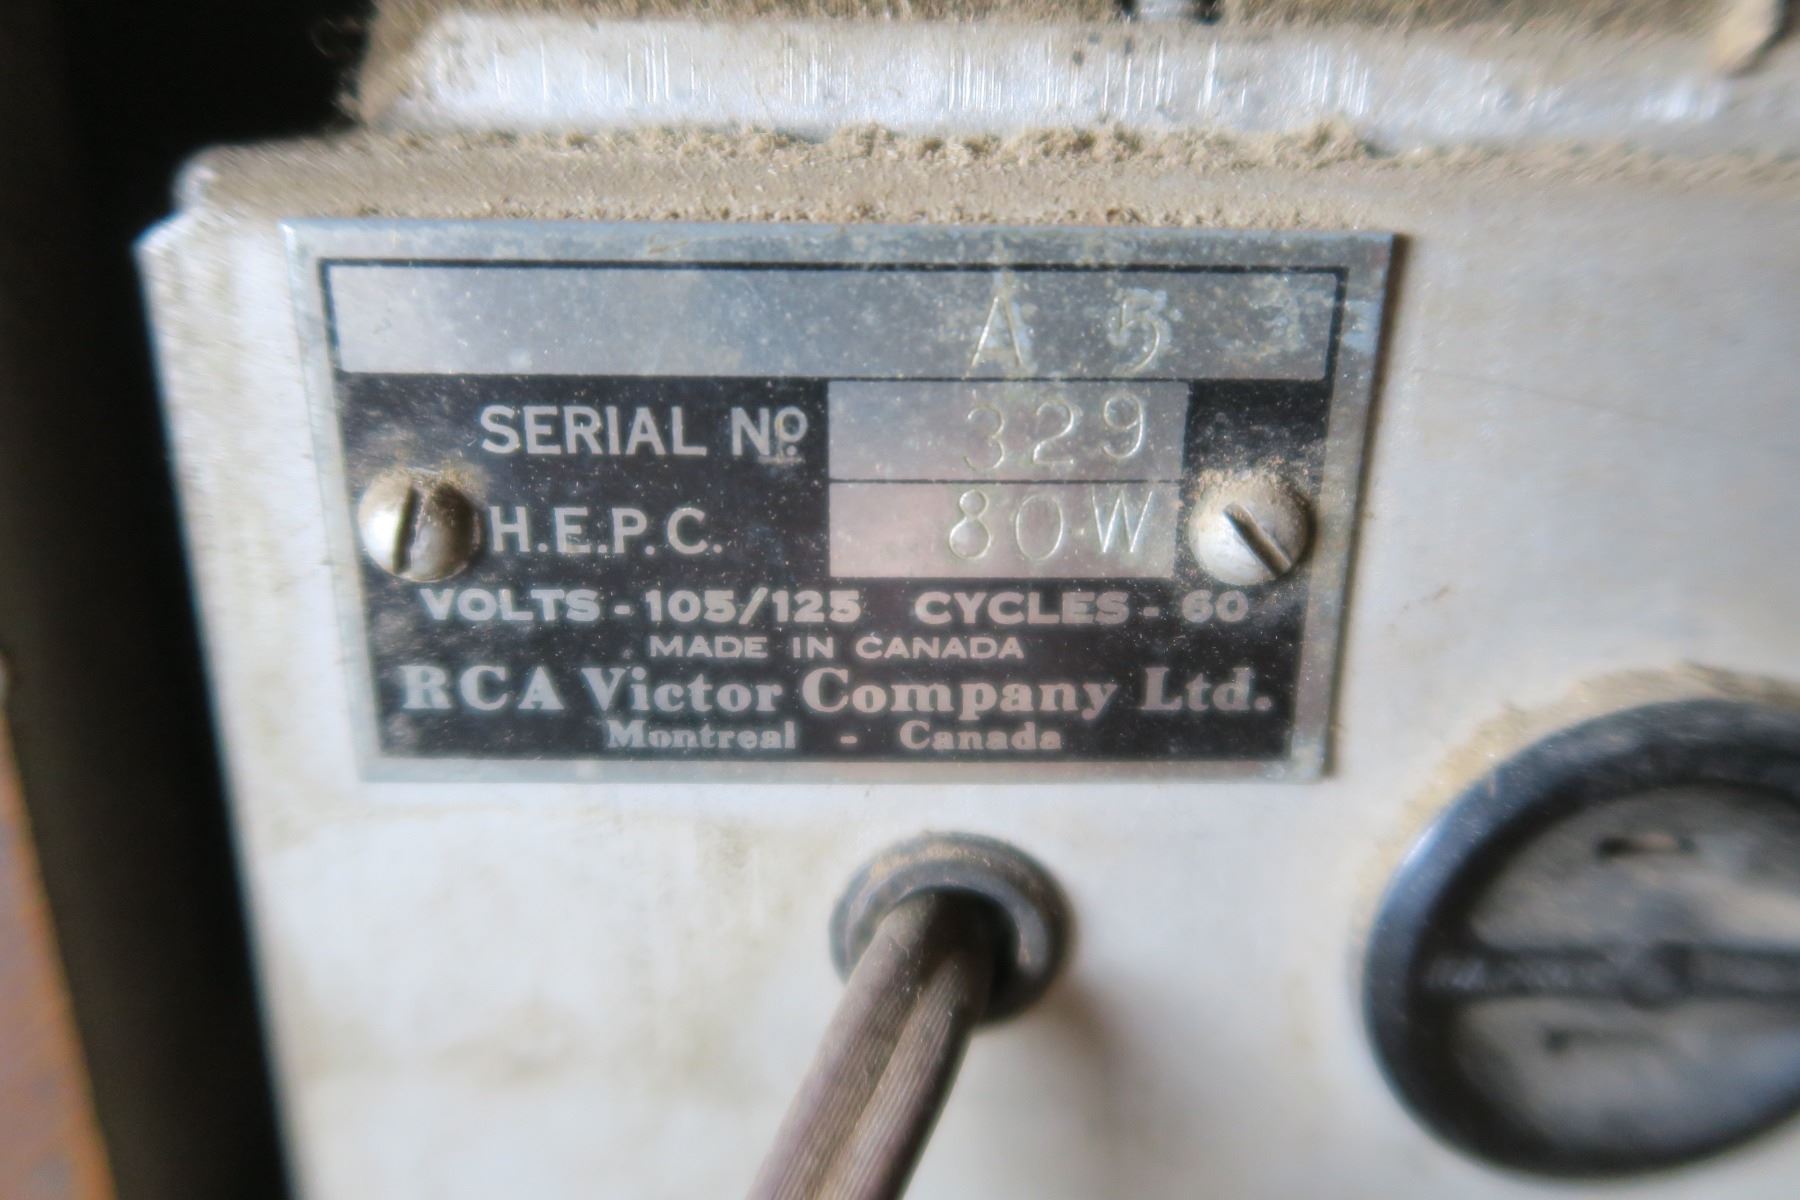 A 5
SERIAL Nº 329
H.E.P.C. 80 W
VOLTS - 105/125 CYCLES - 60
MADE IN CANADA
RCA Victor Company Ltd.
Montreal - Canada